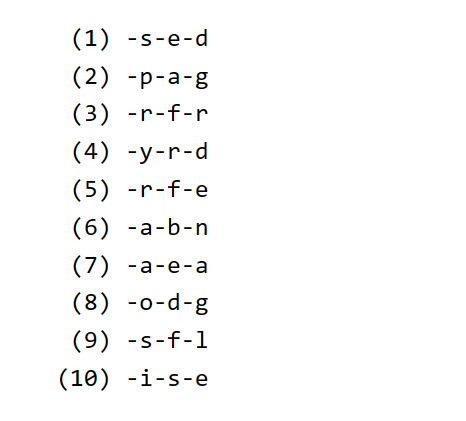 (1) -s-e-d
(2) -p-a-g
(3) -r-f-r
(4) -y-r-d
(5) -r-f-e
(6) -a-b-n
(7) -a-e-a
(8) -o-d-g
(9) -s-f-l
(10) -i-s-e